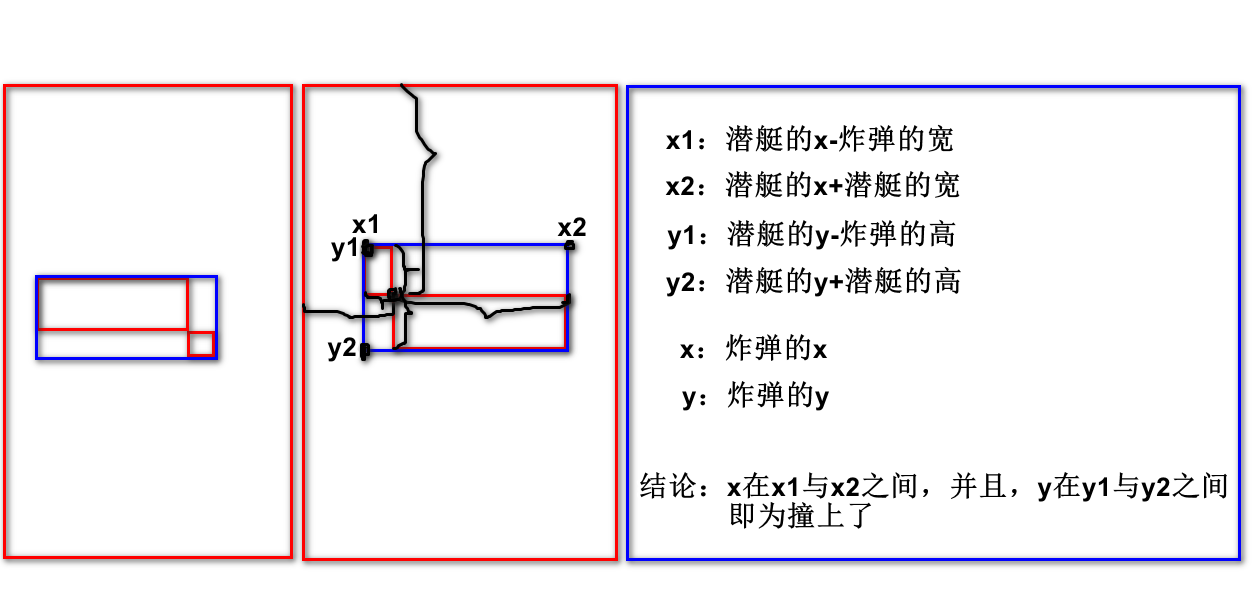 x1
y1
x2
y2
x1：潜艇的x-炸弹的宽
x2：潜艇的x+潜艇的宽
y1：潜艇的y-炸弹的高
y2：潜艇的y+潜艇的高
x：炸弹的x
y：炸弹的y
结论：x在x1与x2之间，并且，y在y1与y2之间
即为撞上了